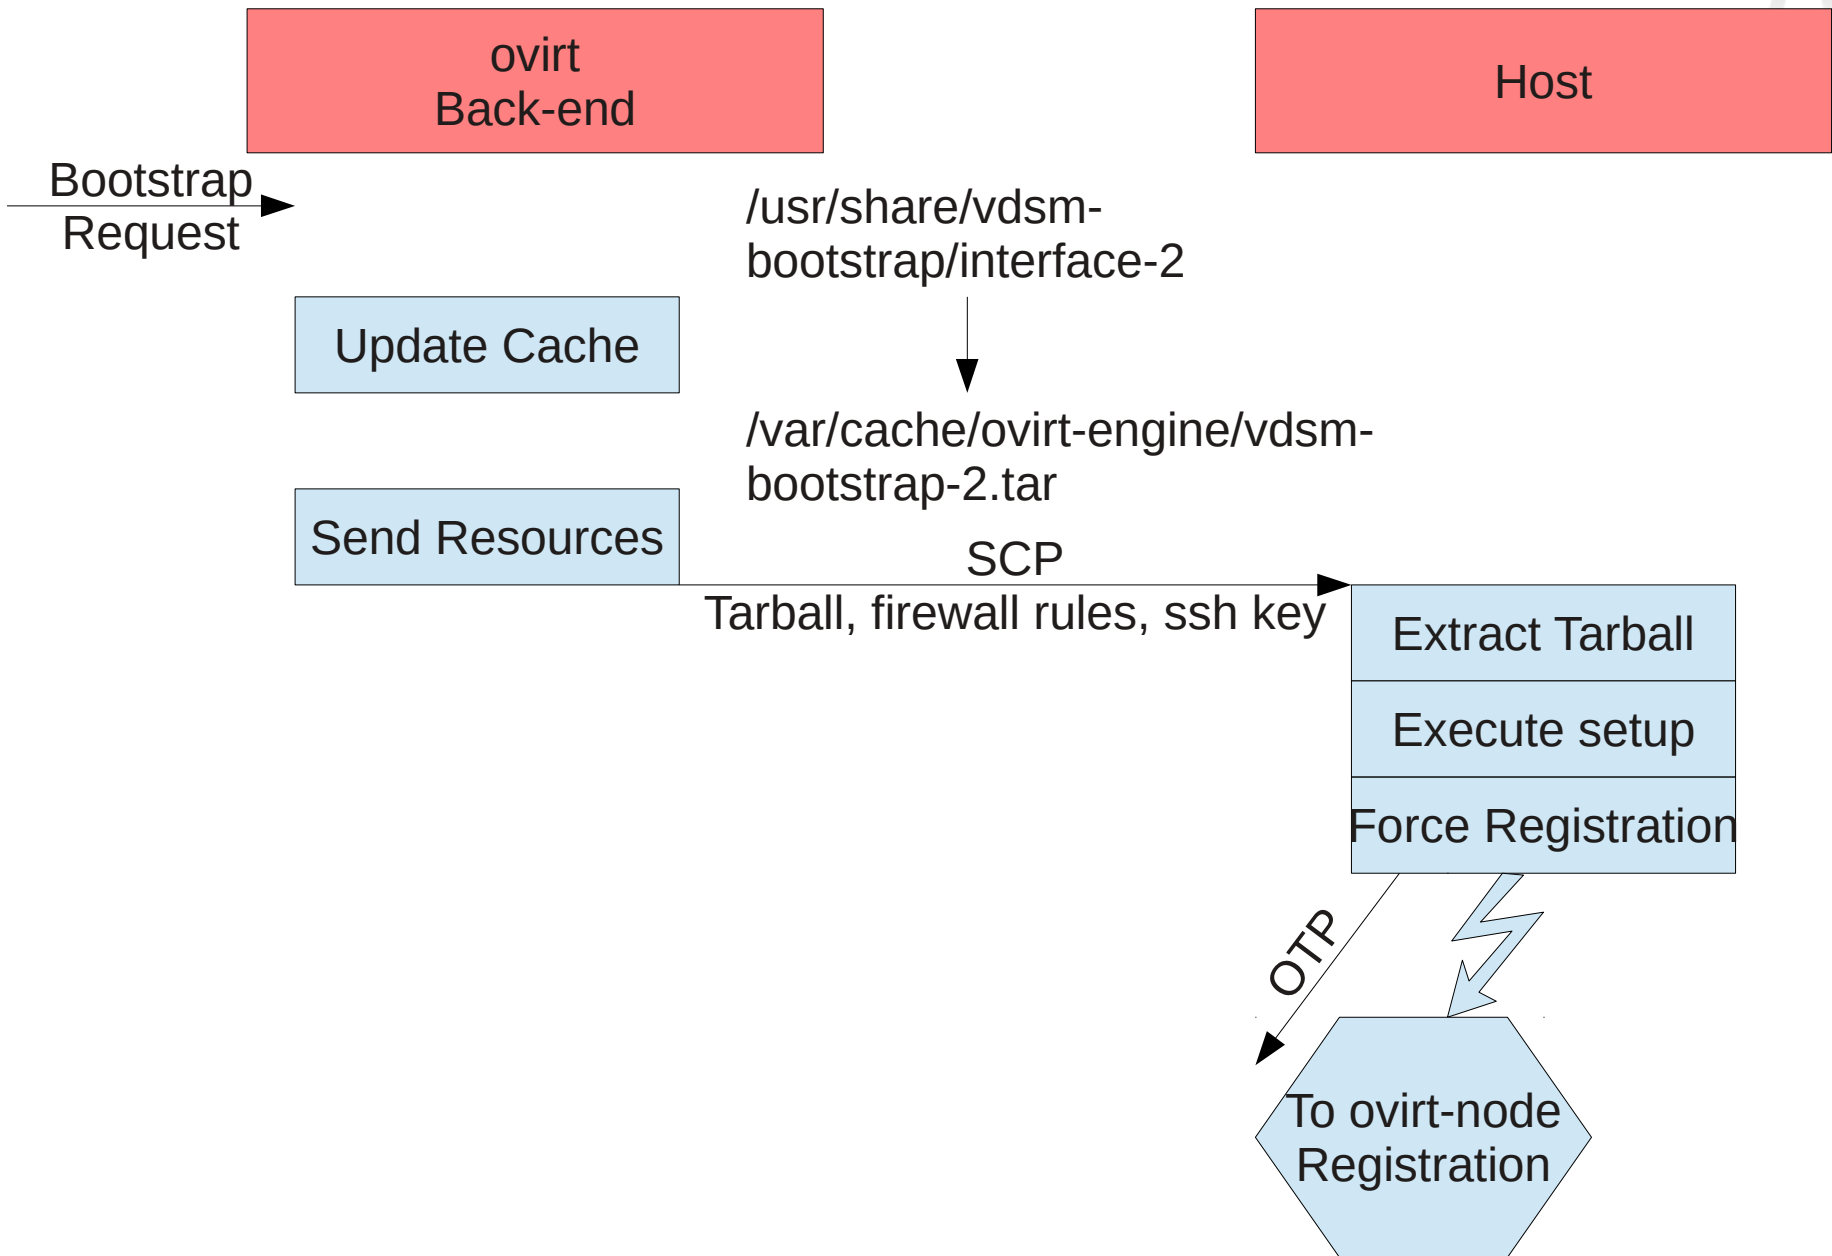 ovirt
Back-end
Host
Bootstrap
Request
/usr/share/vdsm-
bootstrap/interface-2
Update Cache
/var/cache/ovirt-engine/vdsm-
bootstrap-2.tar
Send Resources
SCP
Tarball, firewall rules, ssh key
Extract Tarball
Execute setup
Force Registration
OTP
To ovirt-node
Registration